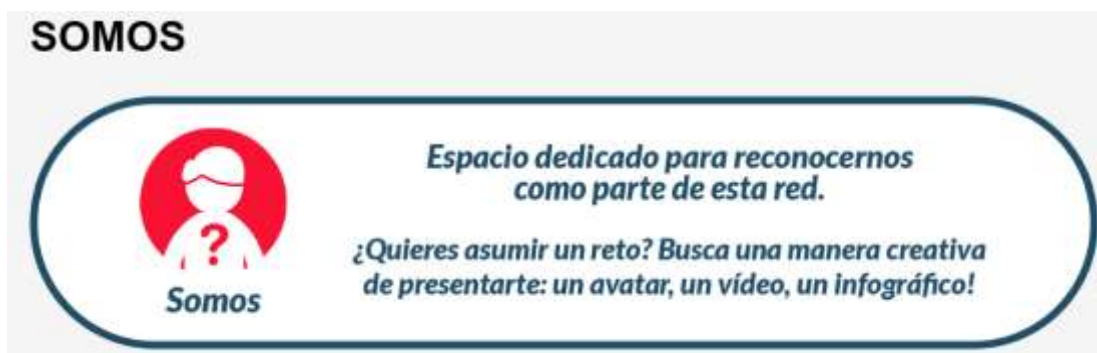 SOMOS
Espacio dedicado para reconocernos
como parte de esta red.
¿Quieres asumir un reto? Busca una manera creativa
de presentarte: un avatar, un vídeo, un infográfico!
?
Somos